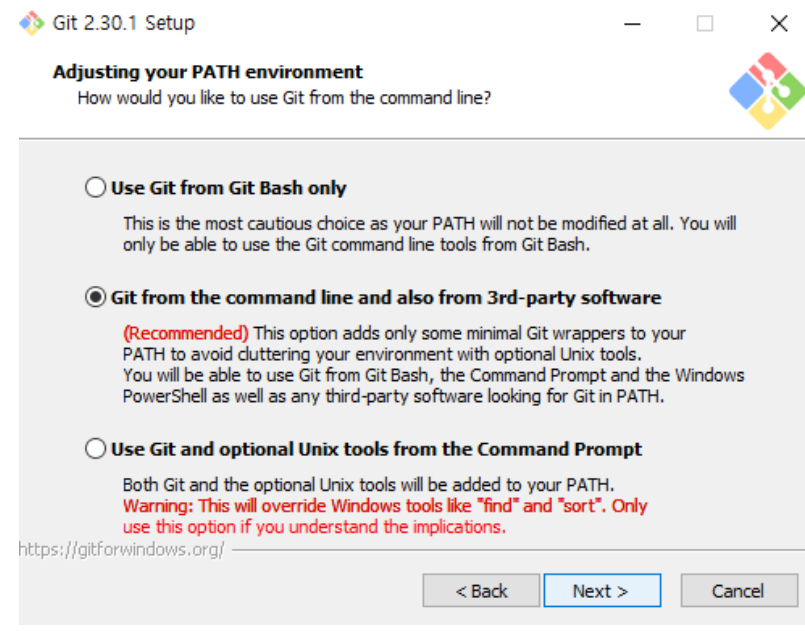 Git 2.30.1 Setup
Adjusting your PATH environment
How would you like to use Git from the command line?
Use Git from Git Bash only
This is the most cautious choice as your PATH will not be modified at all. You will
only be able to use the Git command line tools from Git Bash.
Git from the command line and also from 3rd-party software
(Recommended) This option adds only some minimal Git wrappers to your
PATH to avoid cluttering your environment with optional Unix tools.
You will be able to use Git from Git Bash, the Command Prompt and the Windows
PowerShell as well as any third-party software looking for Git in PATH.
Use Git and optional Unix tools from the Command Prompt
Both Git and the optional Unix tools will be added to your PATH.
Warning: This will override Windows tools like "find" and "sort". Only
use this option if you understand the implications.
https://gitforwindows.org/
< Back Next > Cancel